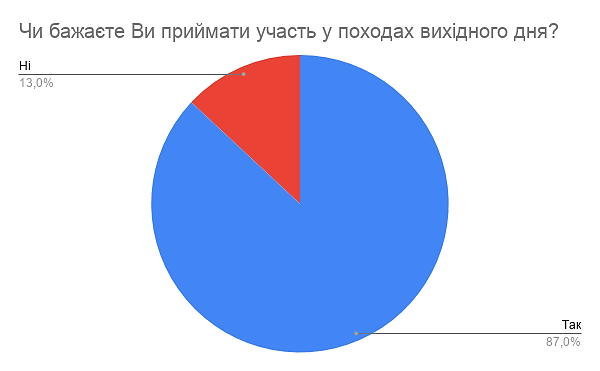 Чи бажаєте Ви приймати участь у походах вихідного дня?
Ні
13,0%
Так
87,0%